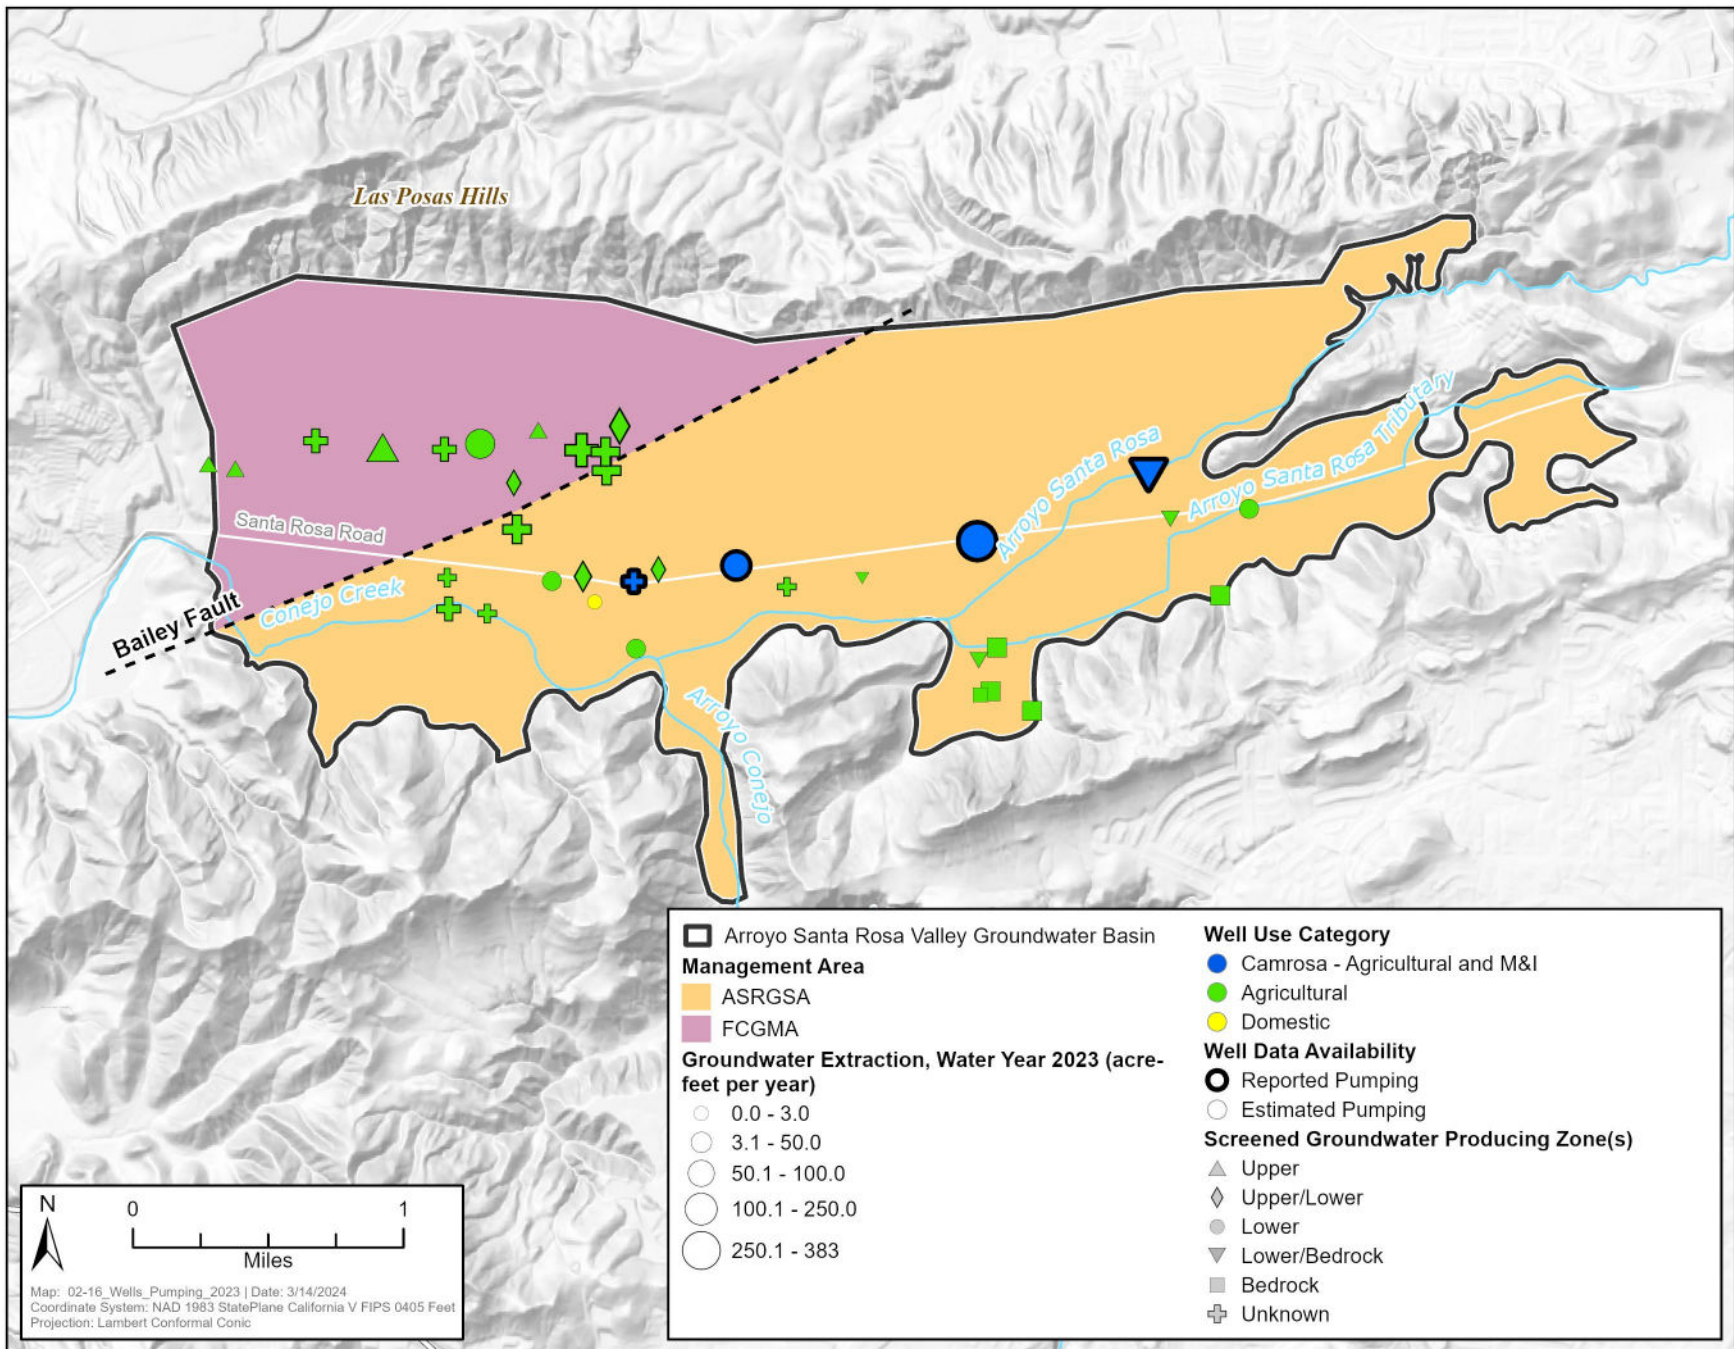 Las Posas Hills
Santa Rosa Road
Bailey Fault
Conejo Creek
Arroyo Santa Rosa
Arroyo Santa Rosa Tributary
Arroyo Conejo
Arroyo Santa Rosa Valley Groundwater Basin
Management Area
ASRGSA
FCGMA
Groundwater Extraction, Water Year 2023 (acre-
feet per year)
0.0 - 3.0
3.1 - 50.0
50.1 - 100.0
100.1 - 250.0
250.1 - 383
Well Use Category
Camrosa - Agricultural and M&I
Agricultural
Domestic
Well Data Availability
Reported Pumping
Estimated Pumping
Screened Groundwater Producing Zone(s)
Upper
Upper/Lower
Lower
Lower/Bedrock
Bedrock
Unknown
N
0 1
Miles
Map: 02-16_Wells_Pumping_2023 | Date: 3/14/2024
Coordinate System: NAD 1983 StatePlane California V FIPS 0405 Feet
Projection: Lambert Conformal Conic